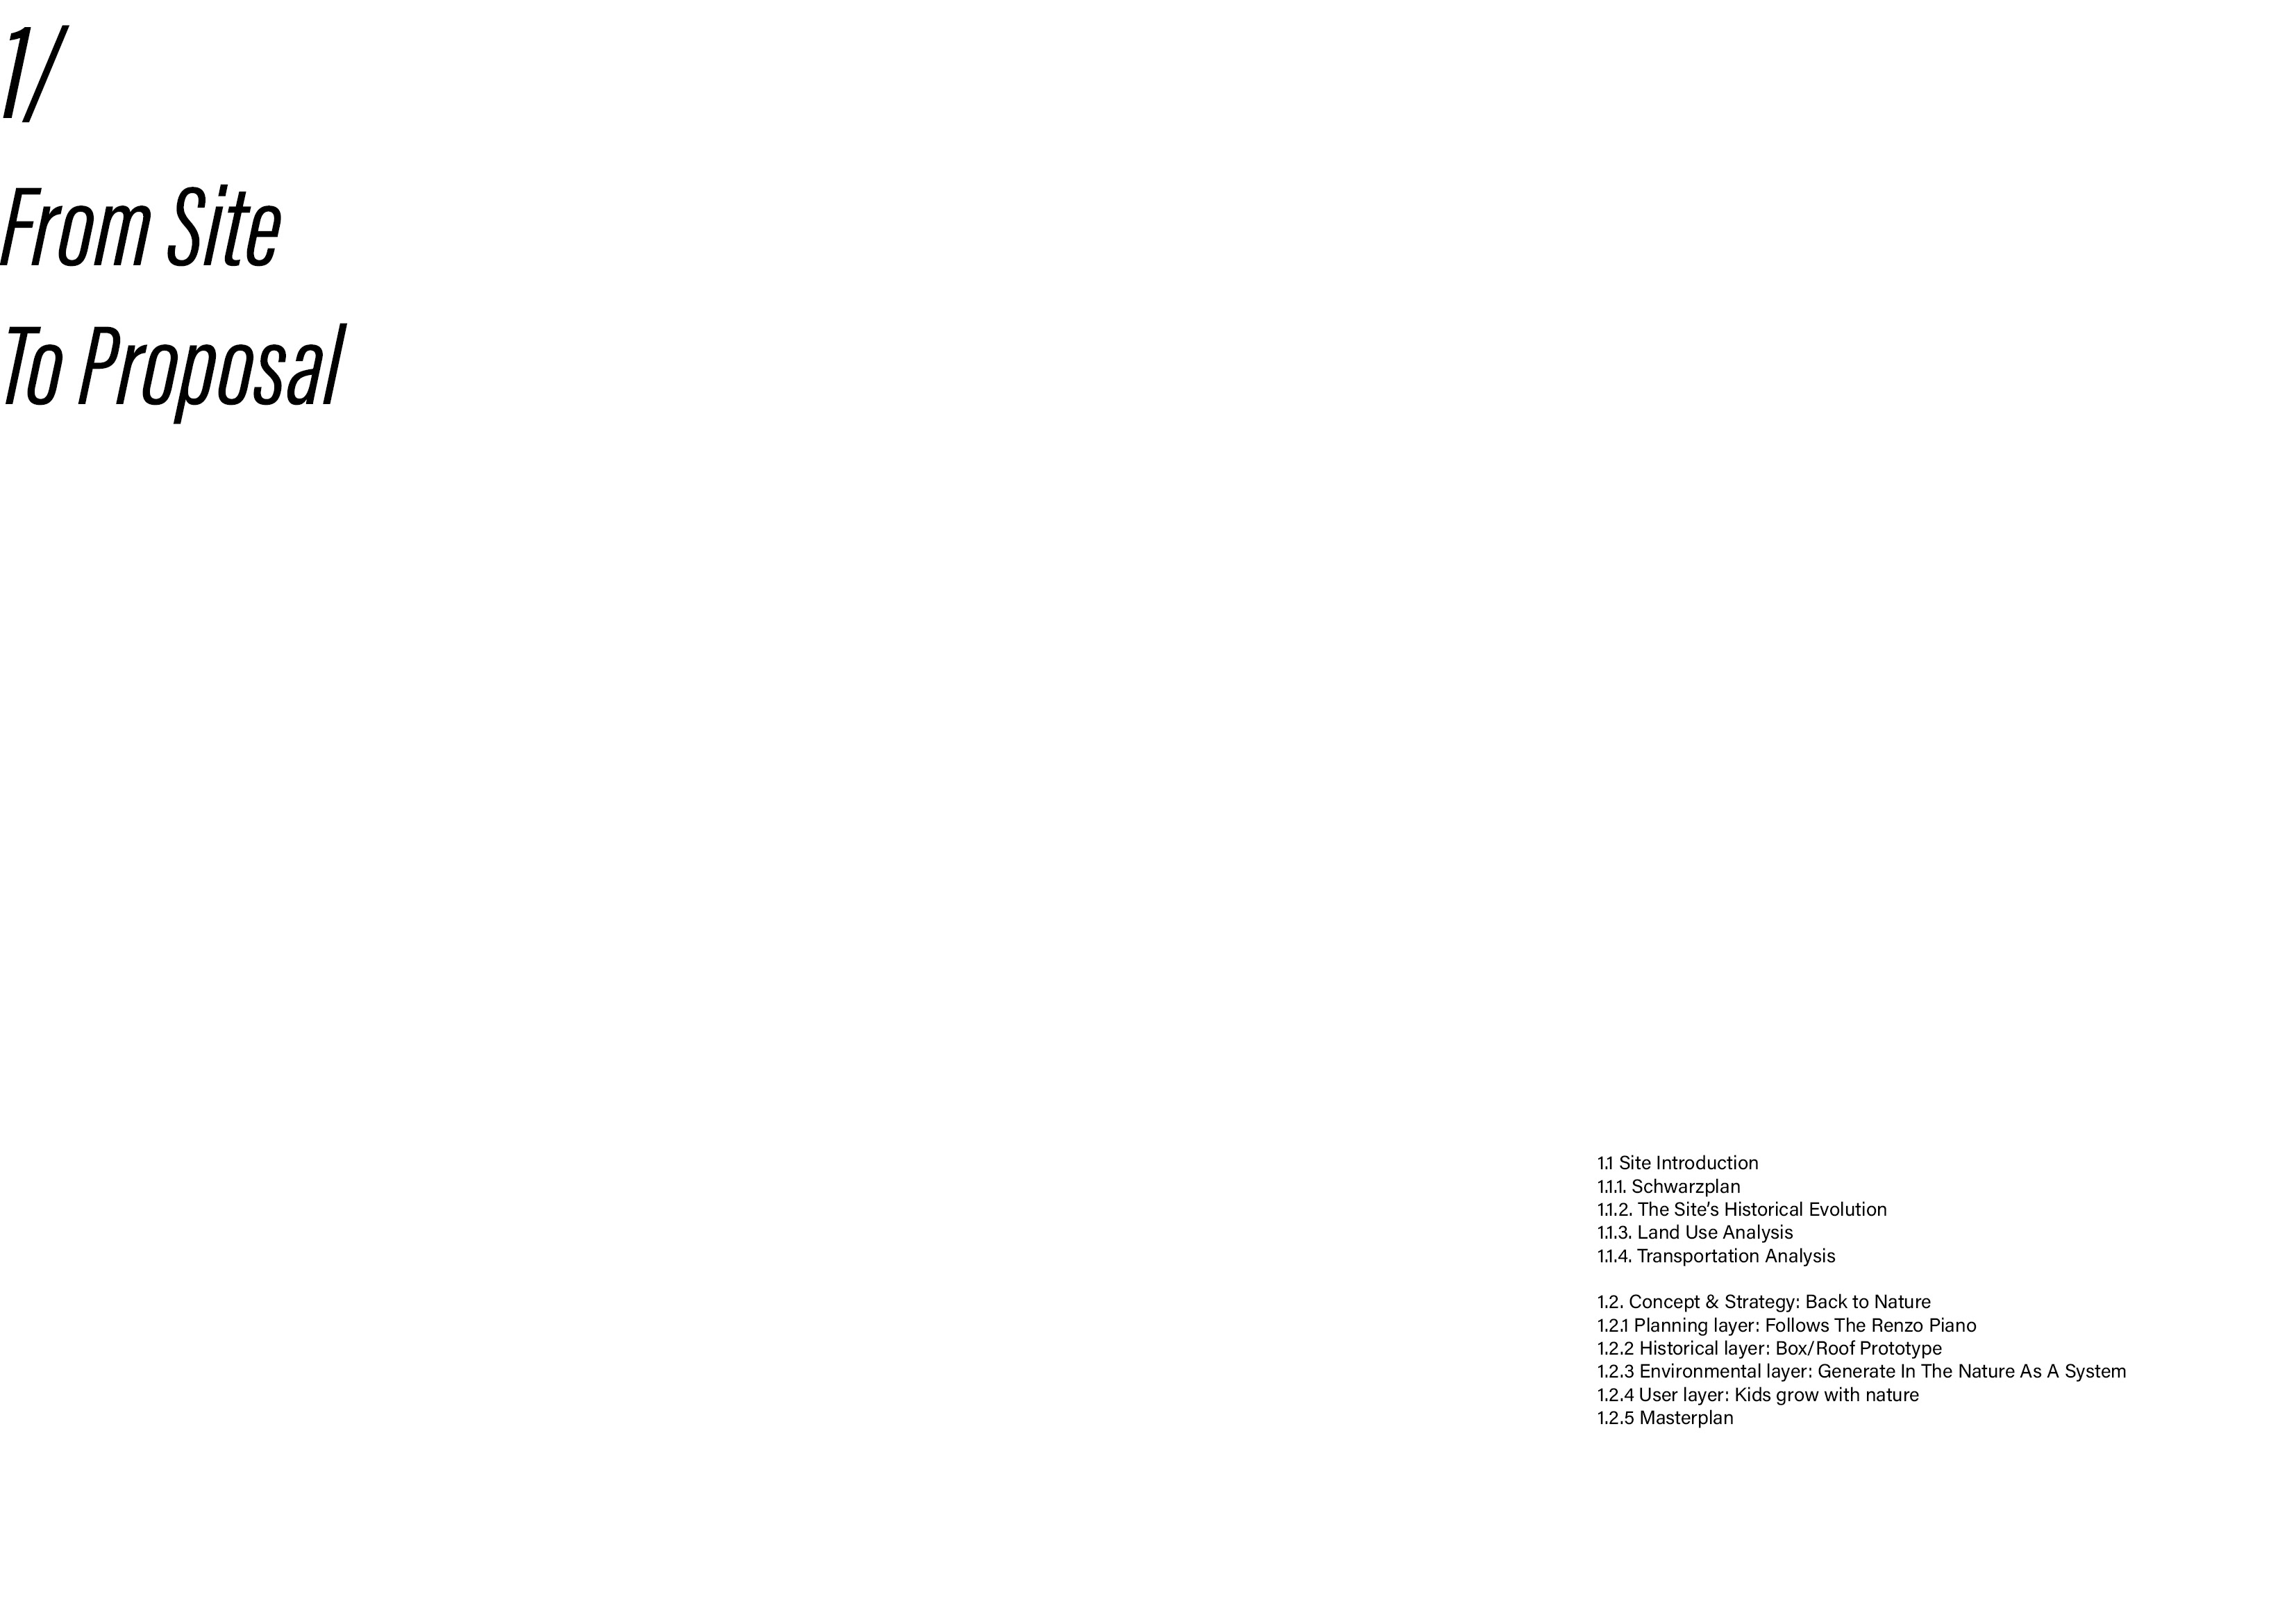 1/
From Site
To Proposal
1.1 Site Introduction
1.1.1. Schwarzplan
1.1.2. The Site's Historical Evolution
1.1.3. Land Use Analysis
1.1.4. Transportation Analysis
1.2. Concept & Strategy: Back to Nature
1.2.1 Planning layer: Follows The Renzo Piano
1.2.2 Historical layer: Box/Roof Prototype
1.2.3 Environmental layer: Generate In The Nature As A System
1.2.4 User layer: Kids grow with nature
1.2.5 Masterplan